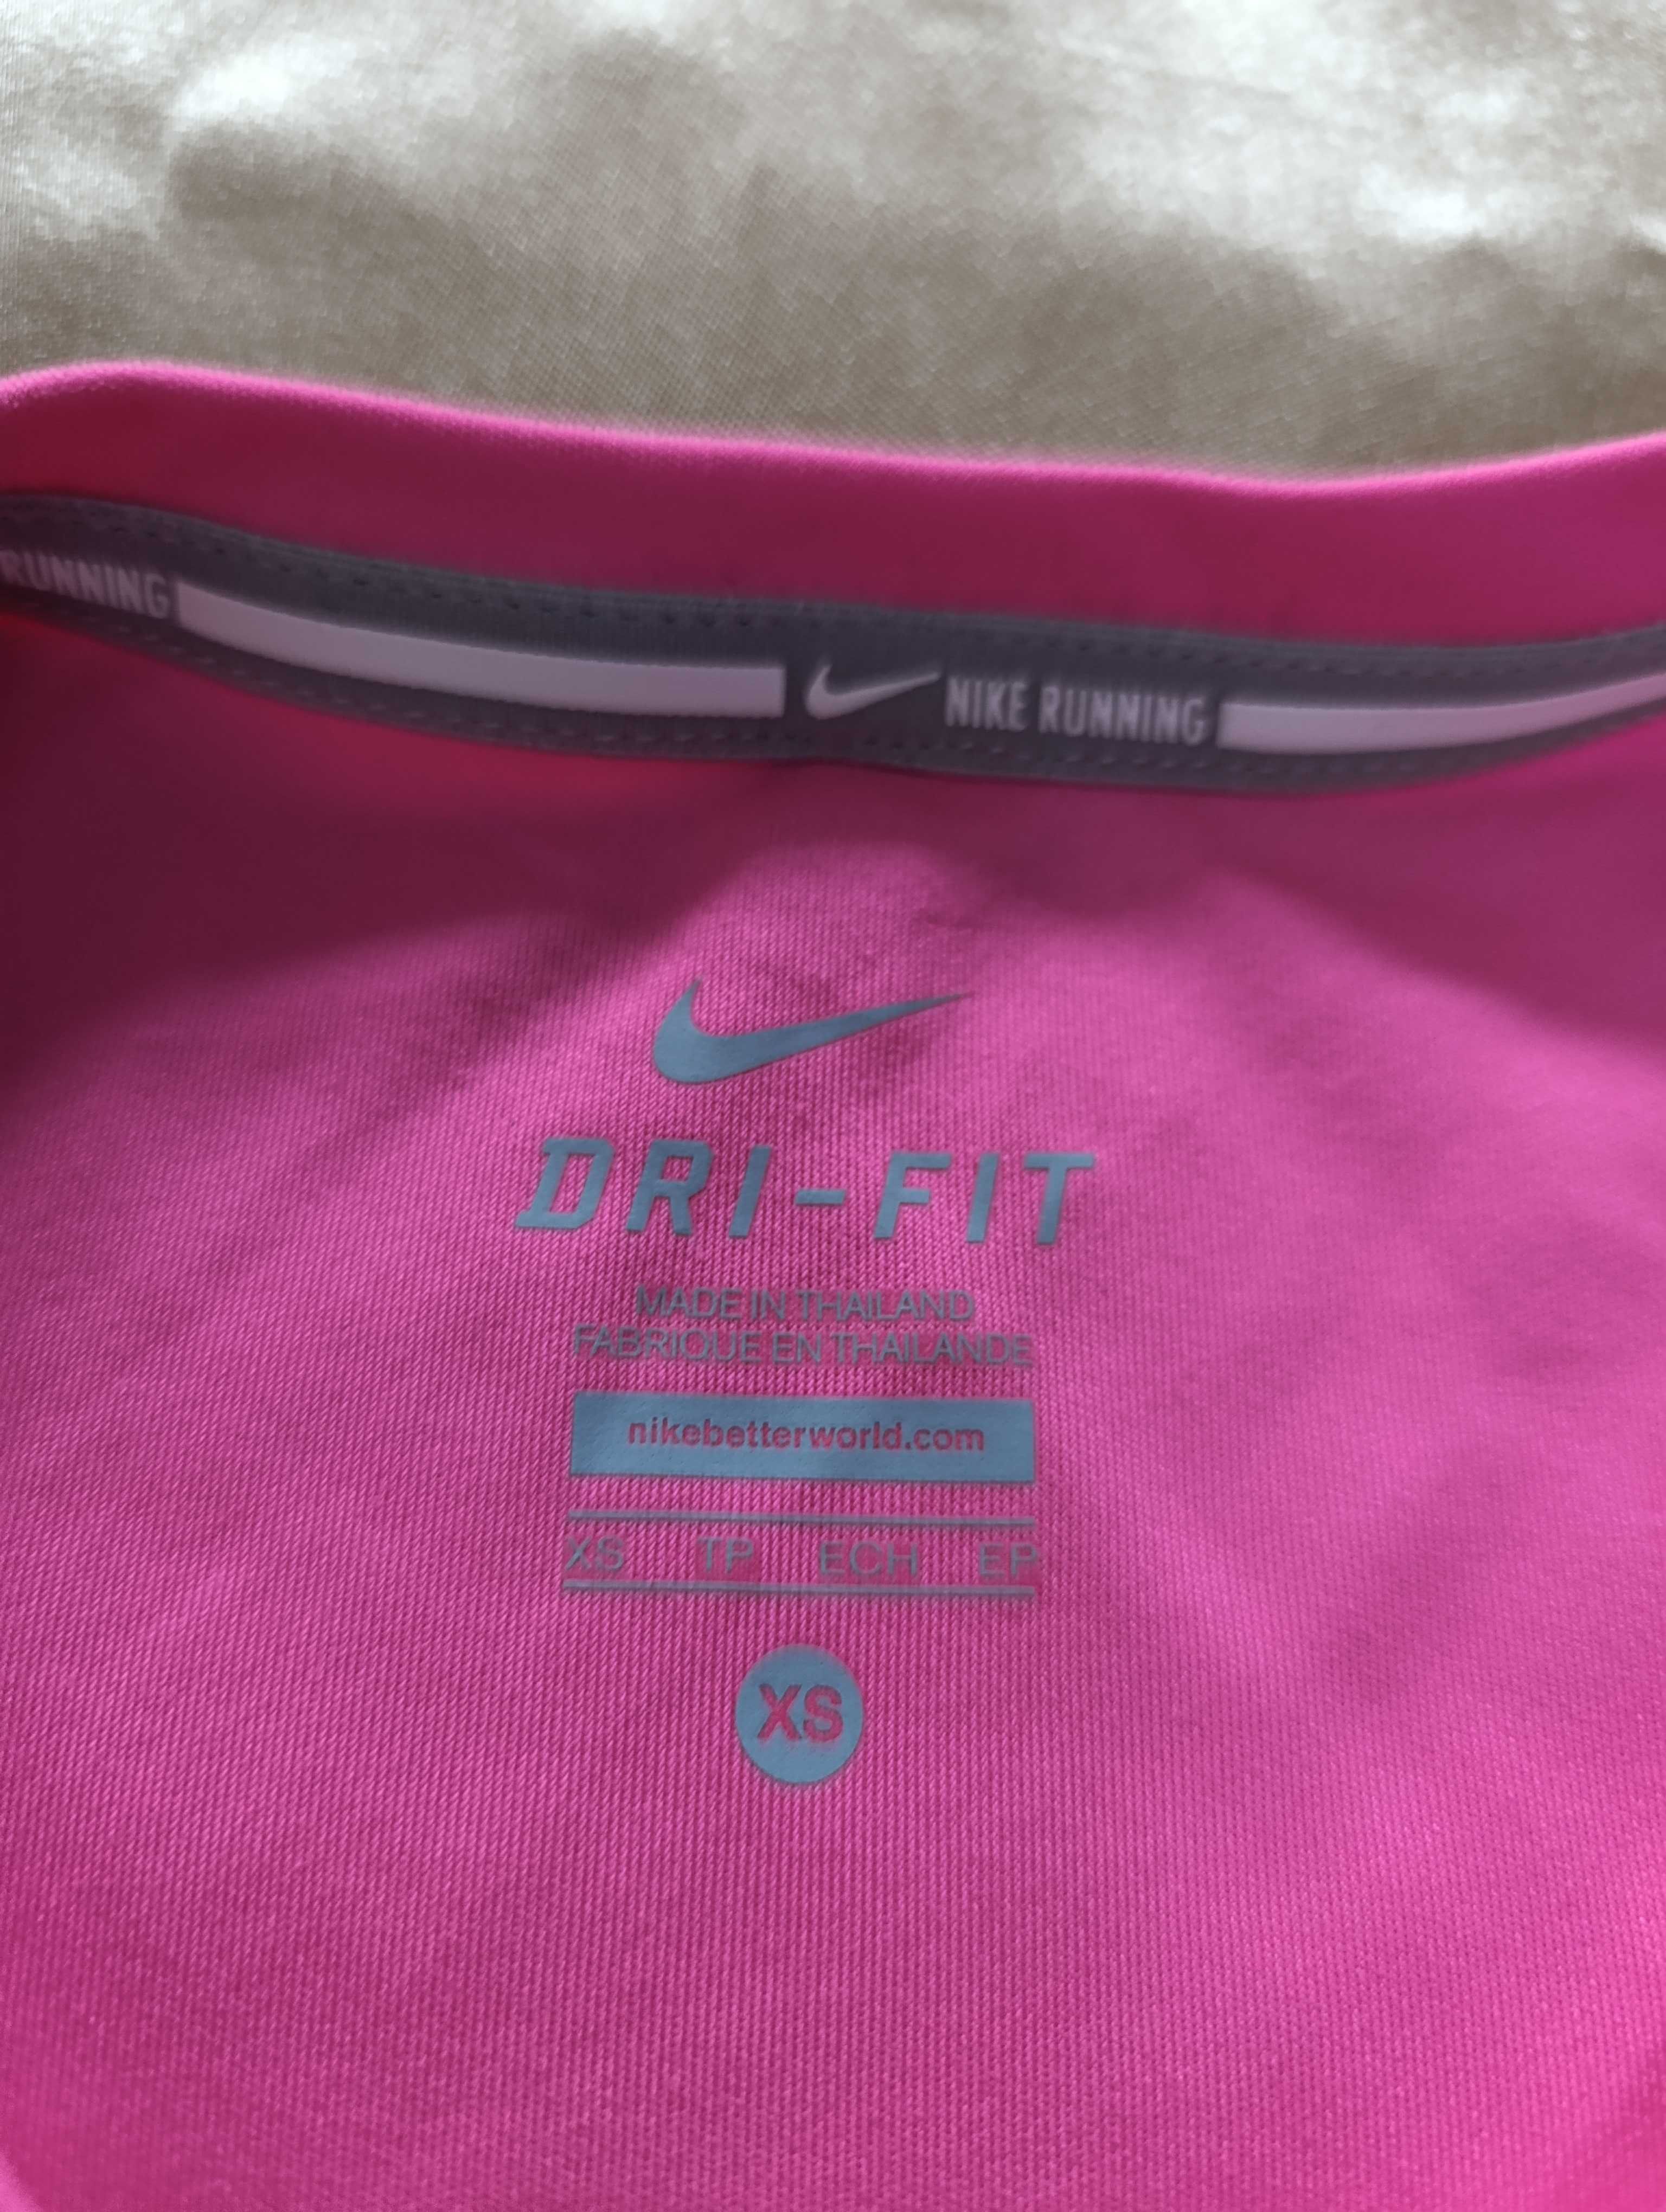 RUNNING
NIKE RUNNING
DRI-FIT
MADE IN THAILAND
FABRIQUE EN THAILANDE
nikebetterworld.com
XS TP ECH EP
XS